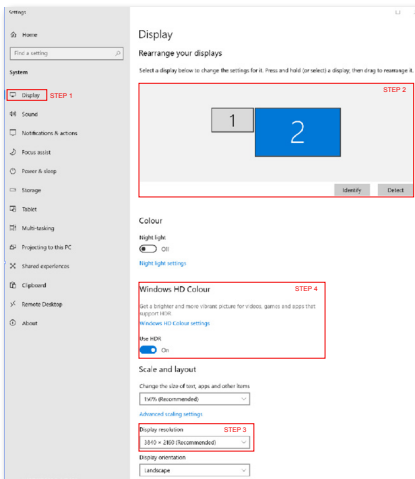 Settings
Home
Find a setting
System
Display
STEP 1
Sound
Notifications & actions
Focus assist
Power & sleep
Storage
Tablet
Multi-tasking
Projecting to this PC
Shared experiences
Clipboard
Remote Desktop
About
Display
Rearrange your displays
Select a display below to change the settings for it. Press and hold (or select) a display, then drag to rearrange it.
STEP 2
1
2
Identify
Detect
Colour
Night light
Off
Night light settings
Windows HD Colour
STEP 4
Get a brighter and more vibrant picture for videos, games and apps that
support HDR.
Windows HD Colour settings
Use HDR
On
Scale and layout
Change the size of text, apps and other items
150% (Recommended)
Advanced scaling settings
Display resolution
STEP 3
3840 × 2160 (Recommended)
Display orientation
Landscape